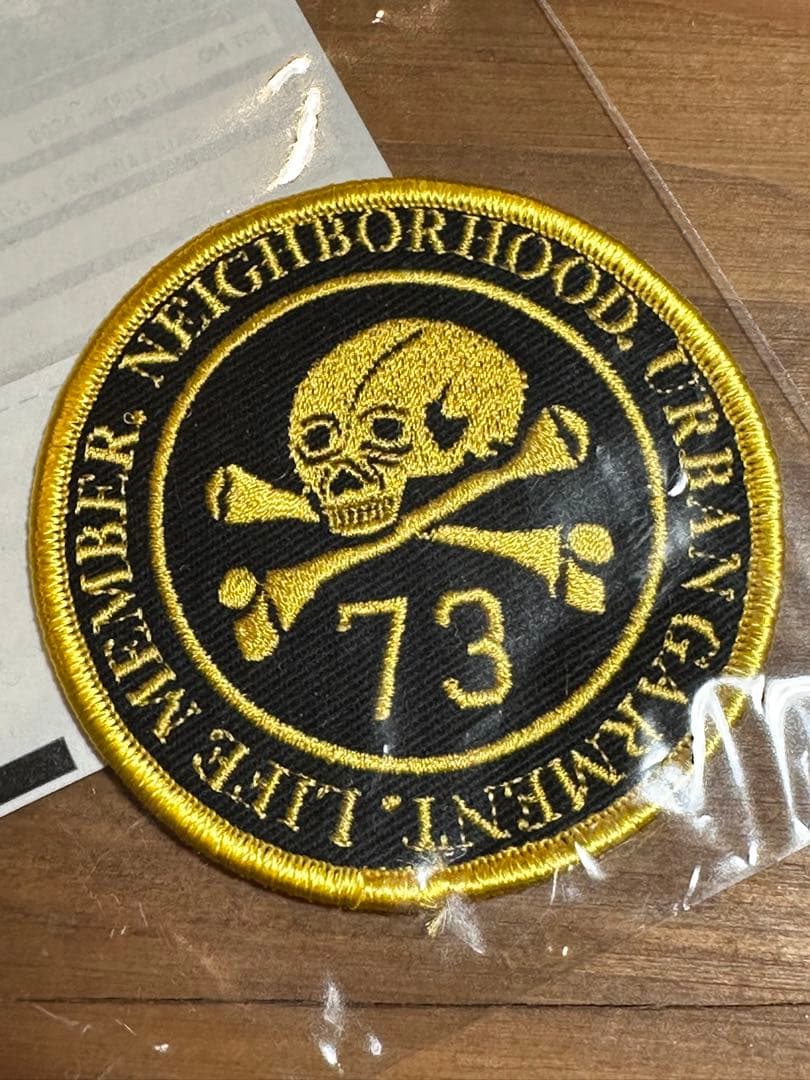 NEIGHBORHOOD. URBAN GARMENT. LIFE MEMBER.
73